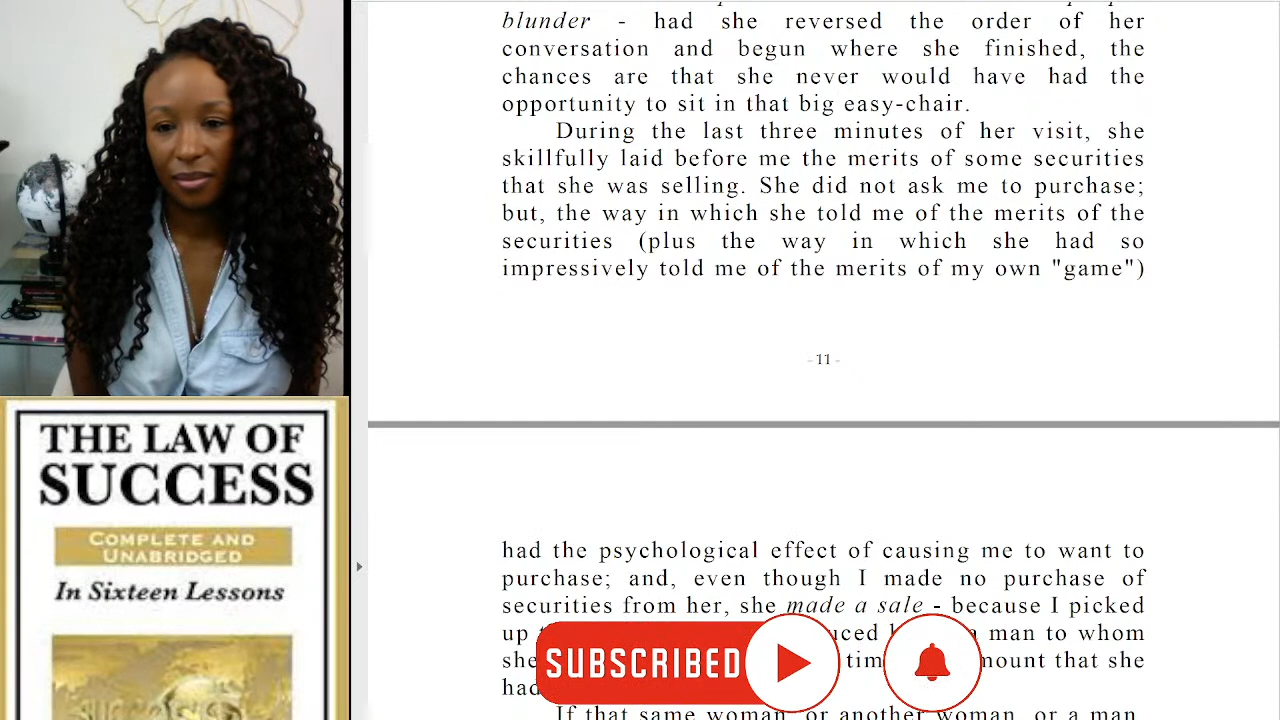 blunder - had she reversed the order of her
conversation and begun where she finished, the
chances are that she never would have had the
opportunity to sit in that big easy-chair.
During the last three minutes of her visit, she
skillfully laid before me the merits of some securities
that she was selling. She did not ask me to purchase;
but, the way in which she told me of the merits of the
securities (plus the way in which she had so
impressively told me of the merits of my own "game")
- 11 -
had the psychological effect of causing me to want to
purchase; and, even though I made no purchase of
securities from her, she made a sale - because I picked
up man to whom
she mount that she
had
If that same woman, or another woman, or a man,
SUBSCRIBED
THE LAW OF
SUCCESS
COMPLETE AND
UNABRIDGED
In Sixteen Lessons